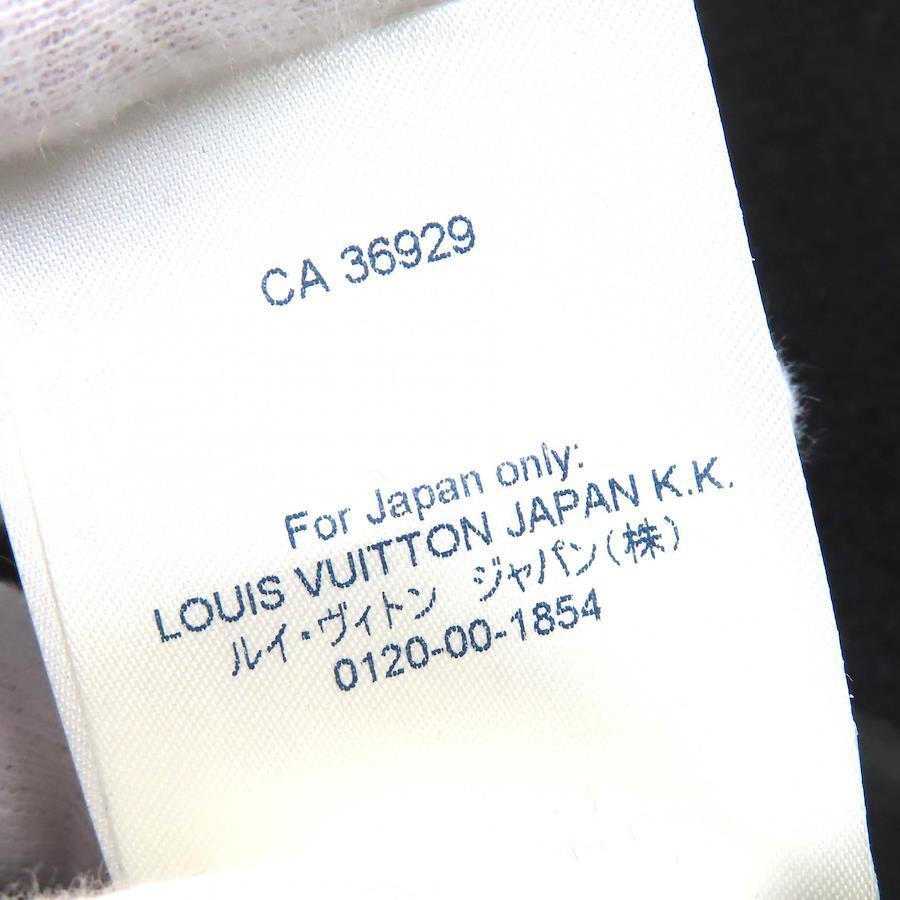 CA 36929
For Japan only:
LOUIS VUITTON JAPAN K.K.
ルイ・ヴィトン　ジャパン(株)
0120-00-1854